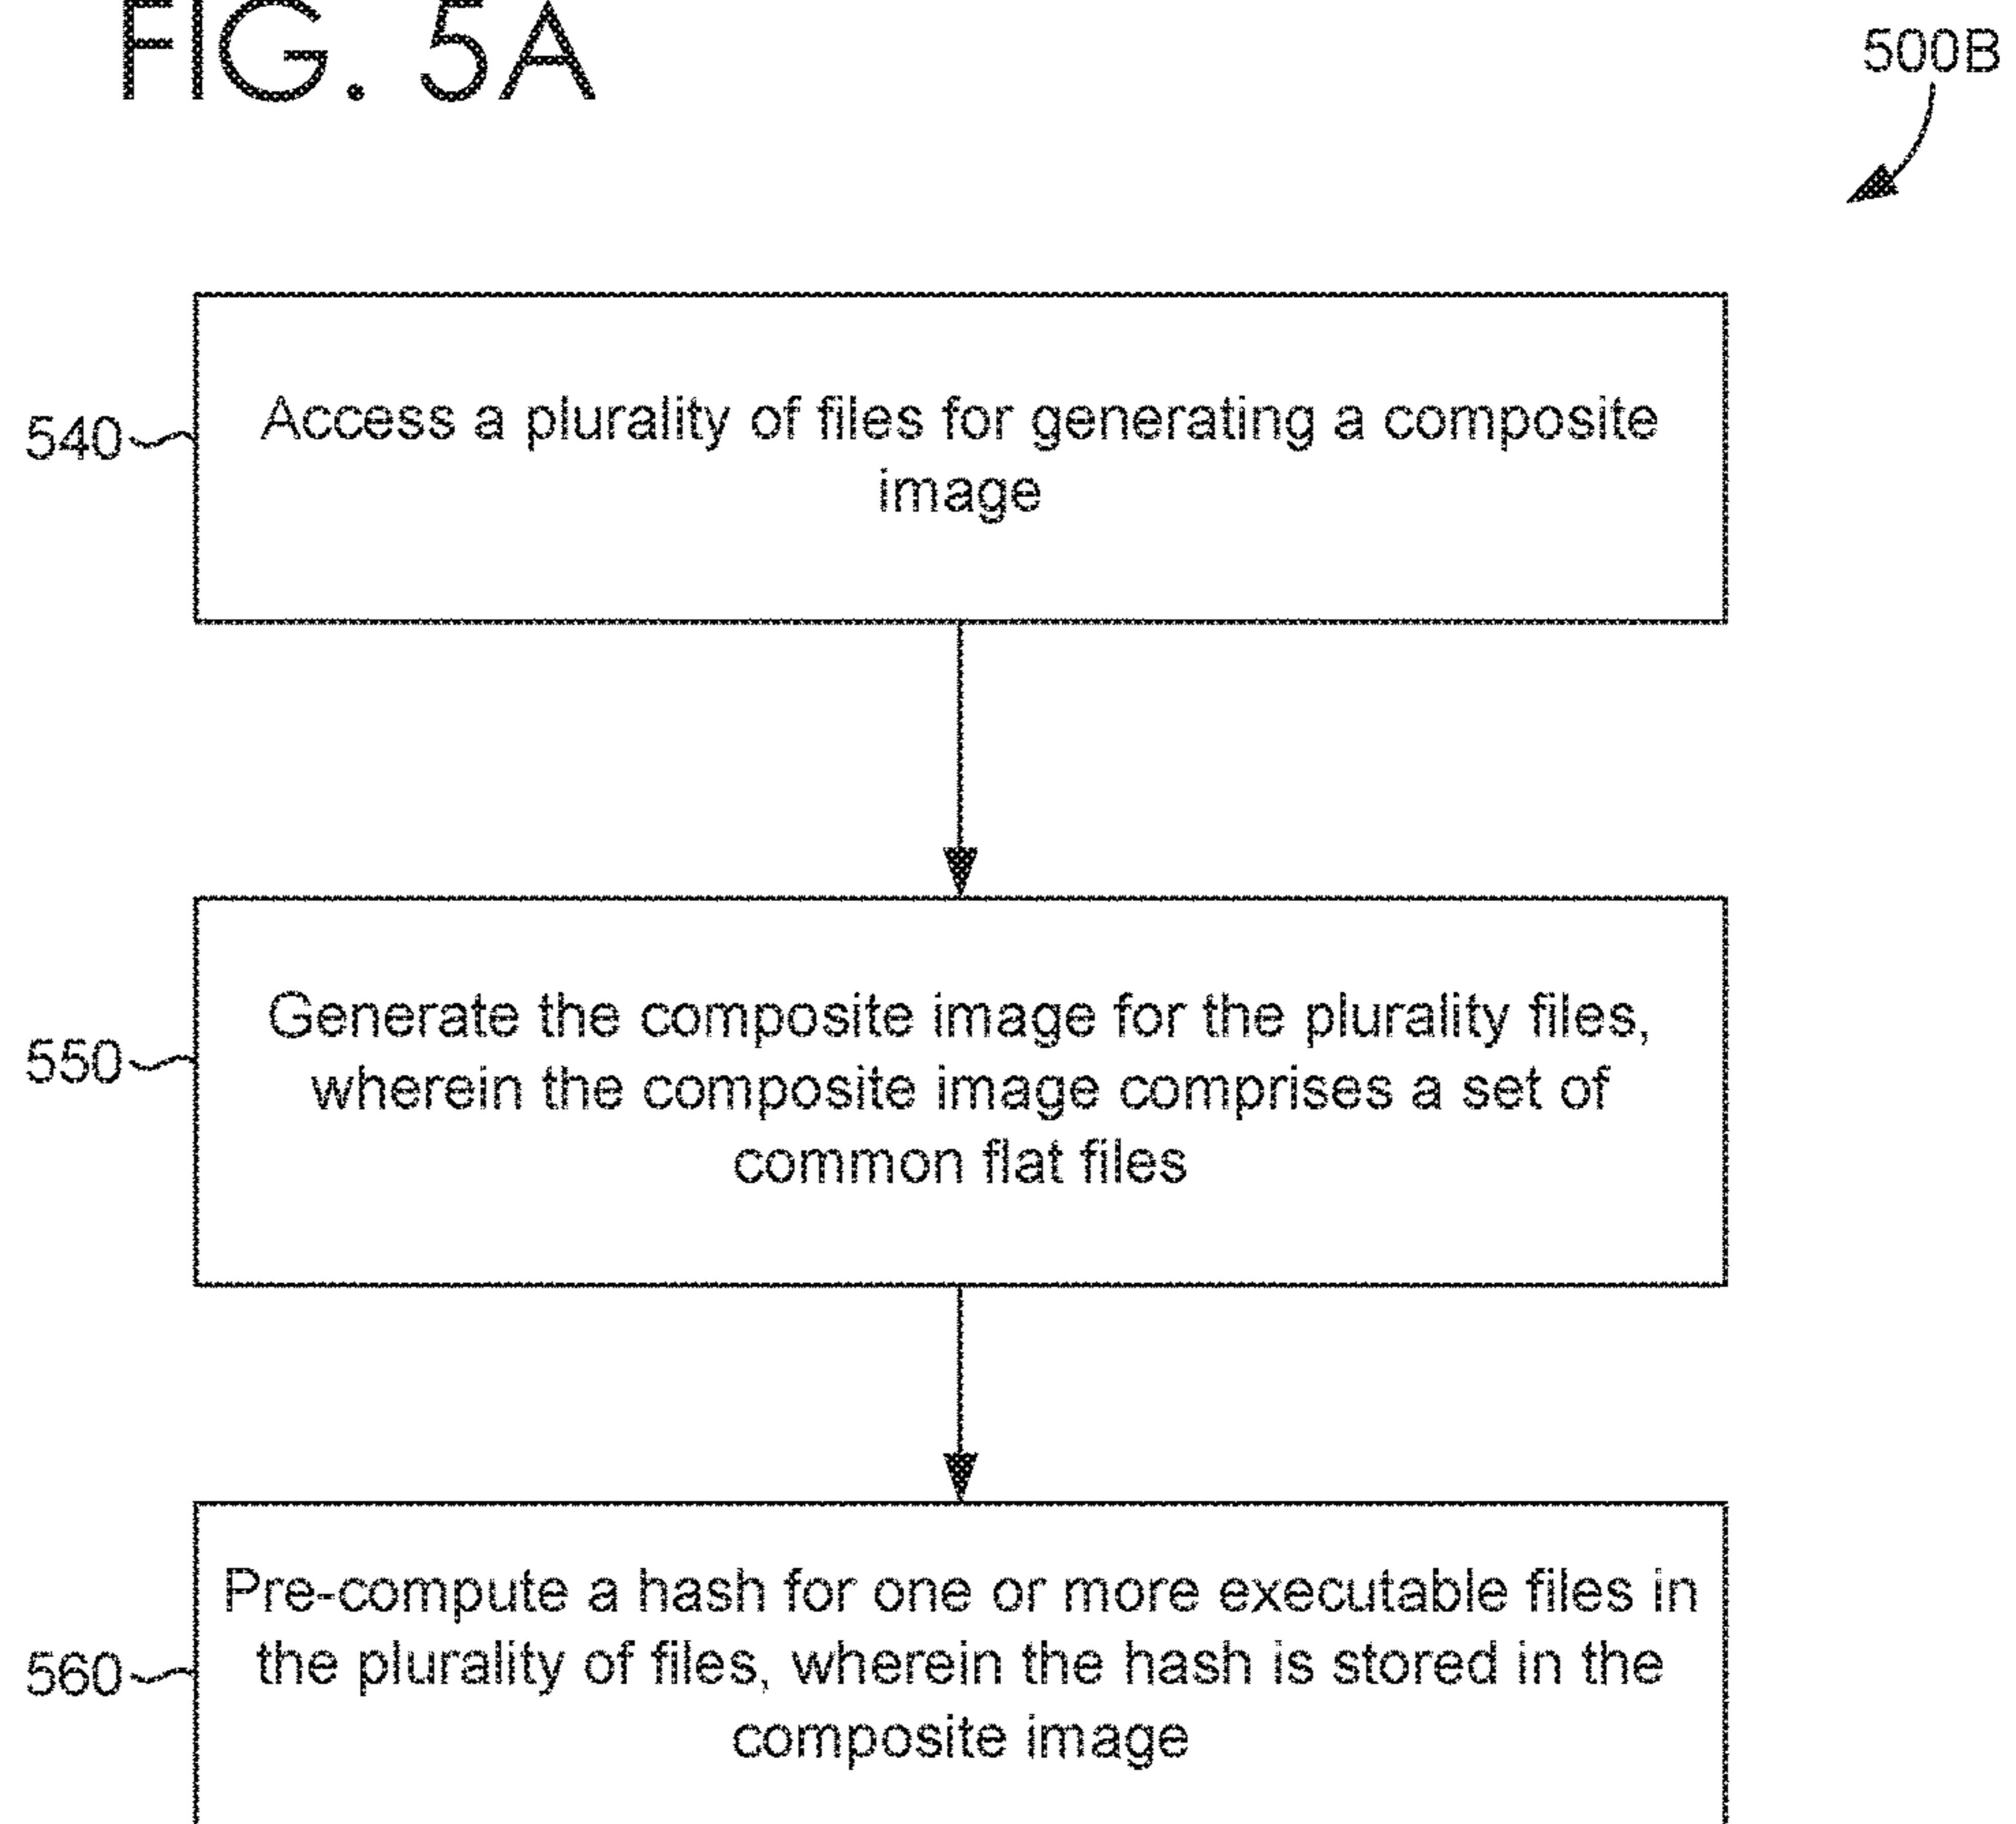 FIG. 5A
500B
540
Access a plurality of files for generating a composite
image
550
Generate the composite image for the plurality files,
wherein the composite image comprises a set of
common flat files
560
Pre-compute a hash for one or more executable files in
the plurality of files, wherein the hash is stored in the
composite image